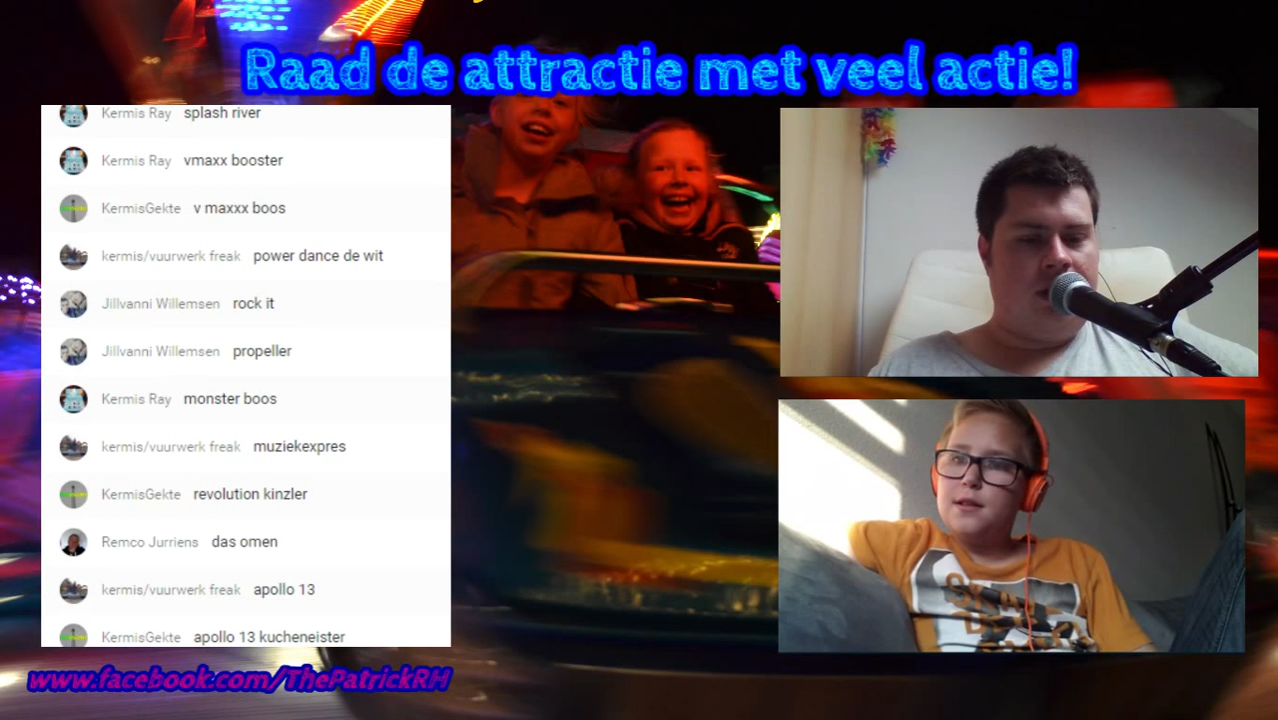 Raad de attractie met veel actie!
Kermis Ray splash river
Kermis Ray vmaxx booster
KermisGekte v maxxx boos
kermis/vuurwerk freak power dance de wit
Jillvanni Willemsen rock it
Jillvanni Willemsen propeller
Kermis Ray monster boos
kermis/vuurwerk freak muziekexpres
KermisGekte revolution kinzler
Remco Jurriens das omen
kermis/vuurwerk freak apollo 13
KermisGekte apollo 13 kucheneister
www.facebook.com/ThePatrickRH